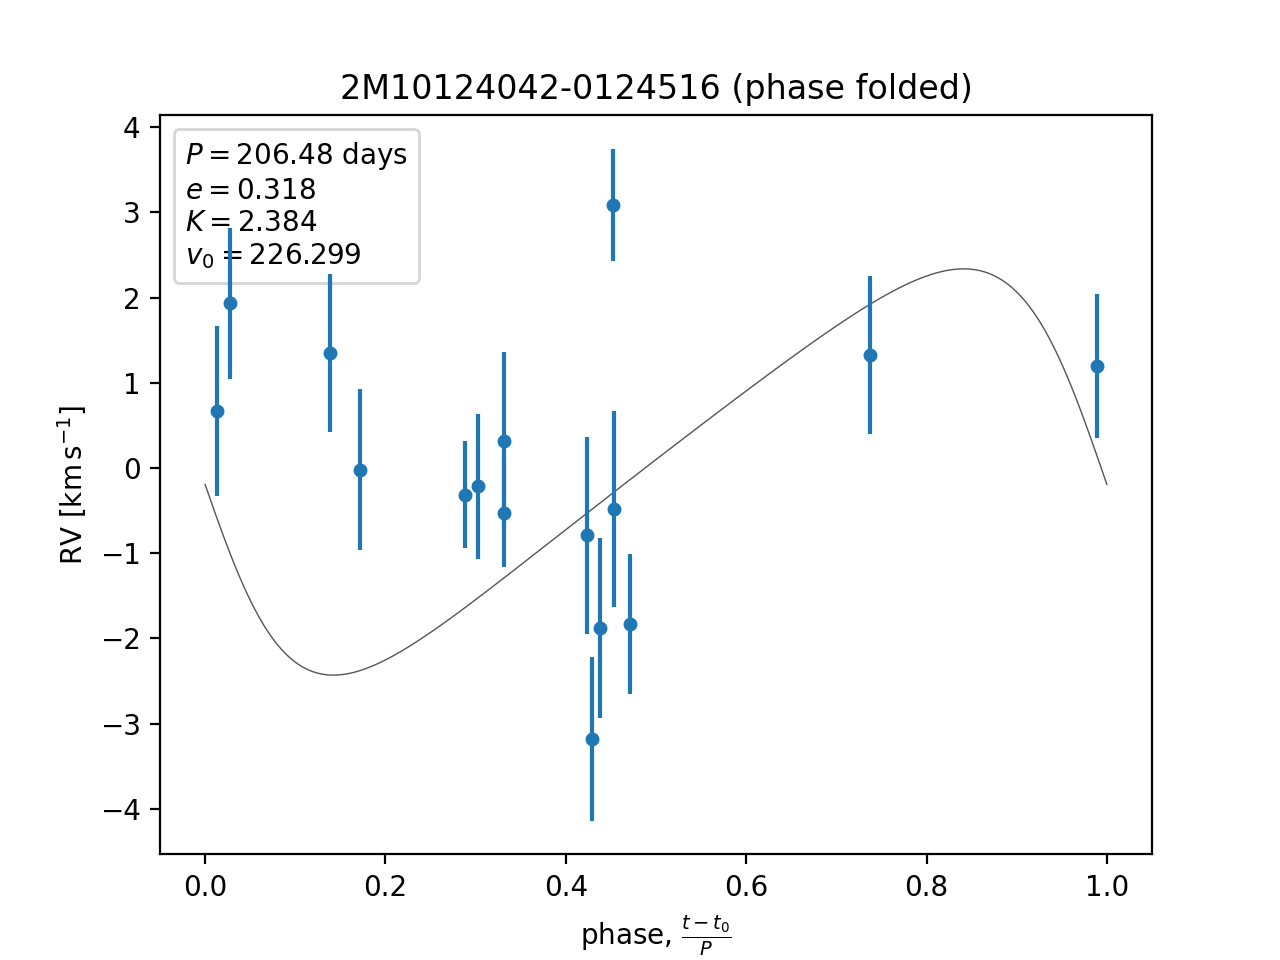 2M10124042-0124516 (phase folded)
P = 206.48 days
e = 0.318
K = 2.384
v₀ = 226.299
4
3
2
1
0
−1
−2
−3
−4
RV [km s⁻¹]
0.0 0.2 0.4 0.6 0.8 1.0
phase, (t − t₀)/P